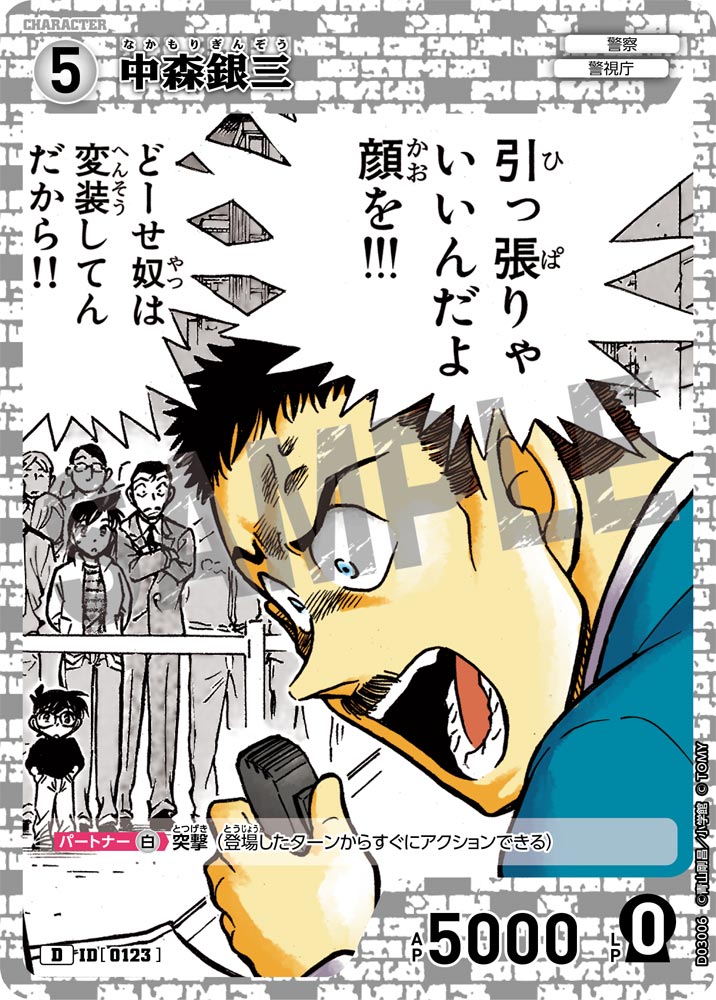 CHARACTER
5
なかもりぎんぞう
中森銀三
警察
警視庁
引っ張りゃ
ひ ぱ
いいんだよ
顔を!!!
かお
どーせ奴は
やつ
変装してん
へんそう
だから!!
SAMPLE
パートナー 白 突撃 (登場したターンからすぐにアクションできる)
とつげき とうじょう
D ID[0123]
AP 5000
LP 0
D03006 ©青山剛昌/小学館 ©TOMY